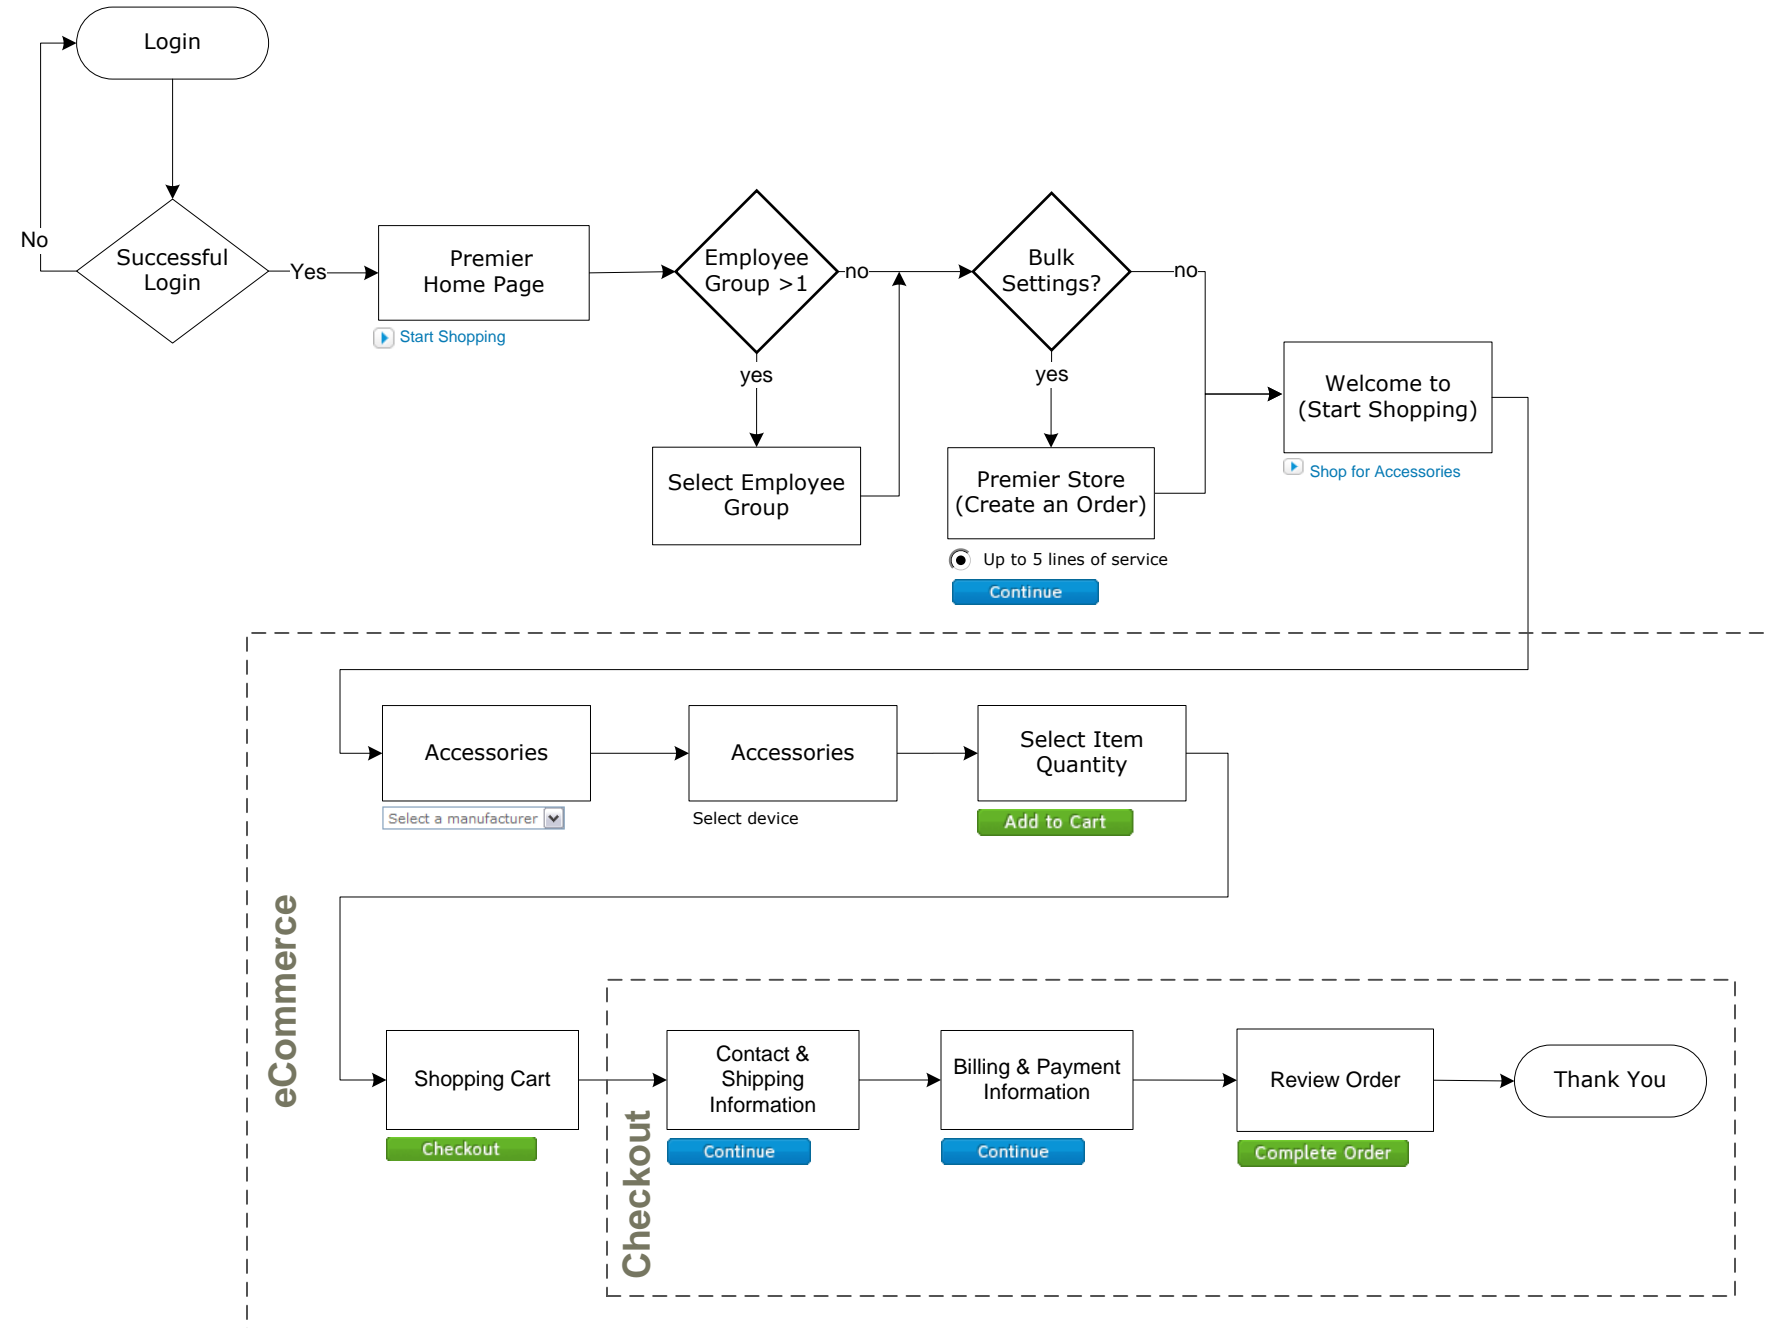 Login
No
Successful
Login
Yes
Premier
Home Page
Start Shopping
Employee
Group >1
no
yes
Select Employee
Group
Bulk
Settings?
no
yes
Premier Store
(Create an Order)
Up to 5 lines of service
Continue
Welcome to
(Start Shopping)
Shop for Accessories
eCommerce
Accessories
Select a manufacturer
Accessories
Select device
Select Item
Quantity
Add to Cart
Shopping Cart
Checkout
Checkout
Contact &
Shipping
Information
Continue
Billing & Payment
Information
Continue
Review Order
Complete Order
Thank You